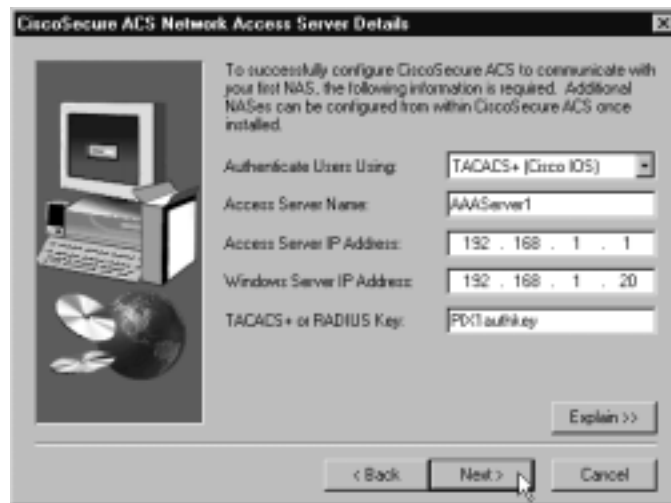 CiscoSecure ACS Network Access Server Details
To successfully configure CiscoSecure ACS to communicate with
your first NAS, the following information is required. Additional
NASes can be configured from within CiscoSecure ACS once
installed.
Authenticate Users Using: TACACS+ (Cisco IOS)
Access Server Name: AAAServer1
Access Server IP Address: 192 . 168 . 1 . 1
Windows Server IP Address: 192 . 168 . 1 . 20
TACACS+ or RADIUS Key: PIX1authkey
Explain >>
< Back Next > Cancel